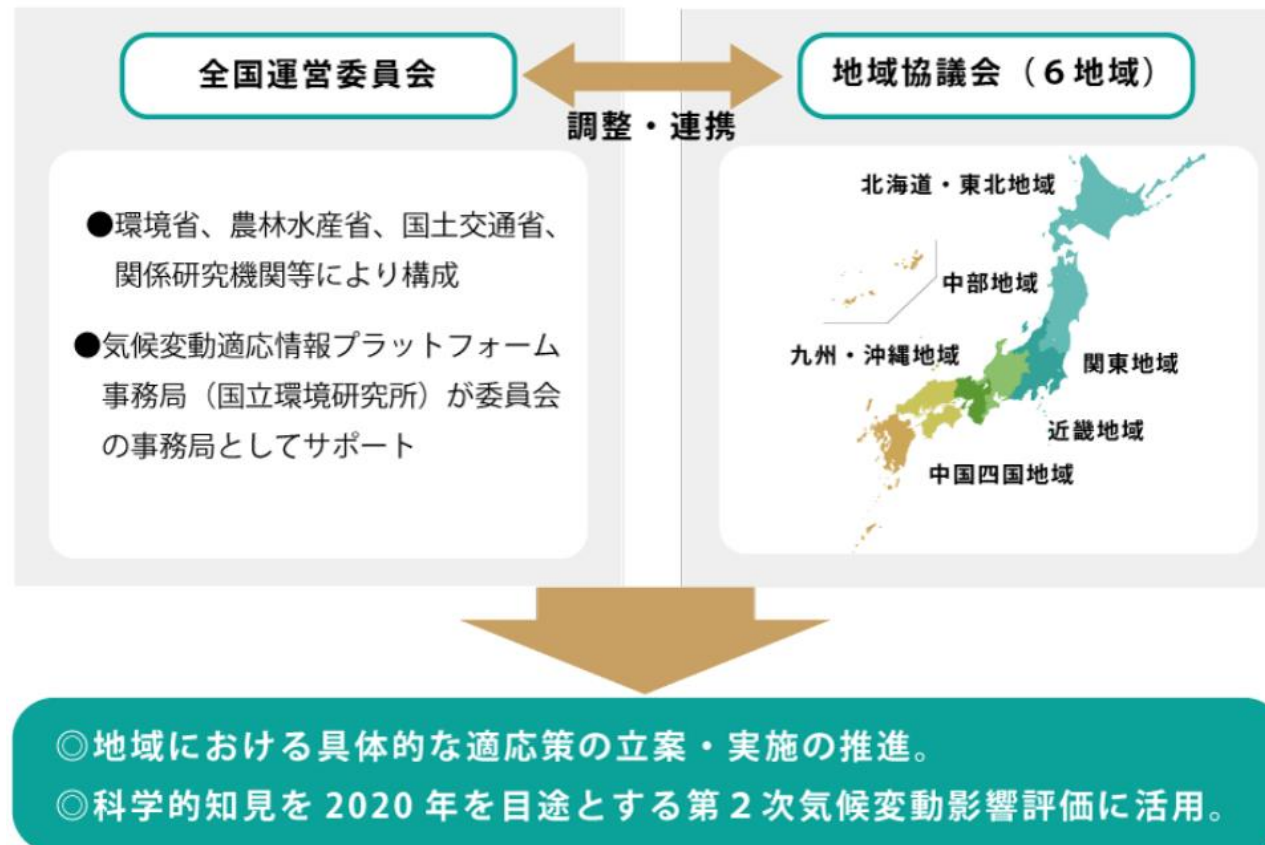 全国運営委員会
調整・連携
地域協議会（６地域）
●環境省、農林水産省、国土交通省、
関係研究機関等により構成
●気候変動適応情報プラットフォーム
事務局（国立環境研究所）が委員会
の事務局としてサポート
北海道・東北地域
中部地域
九州・沖縄地域
関東地域
近畿地域
中国四国地域
◎地域における具体的な適応策の立案・実施の推進。
◎科学的知見を 2020 年を目途とする第２次気候変動影響評価に活用。